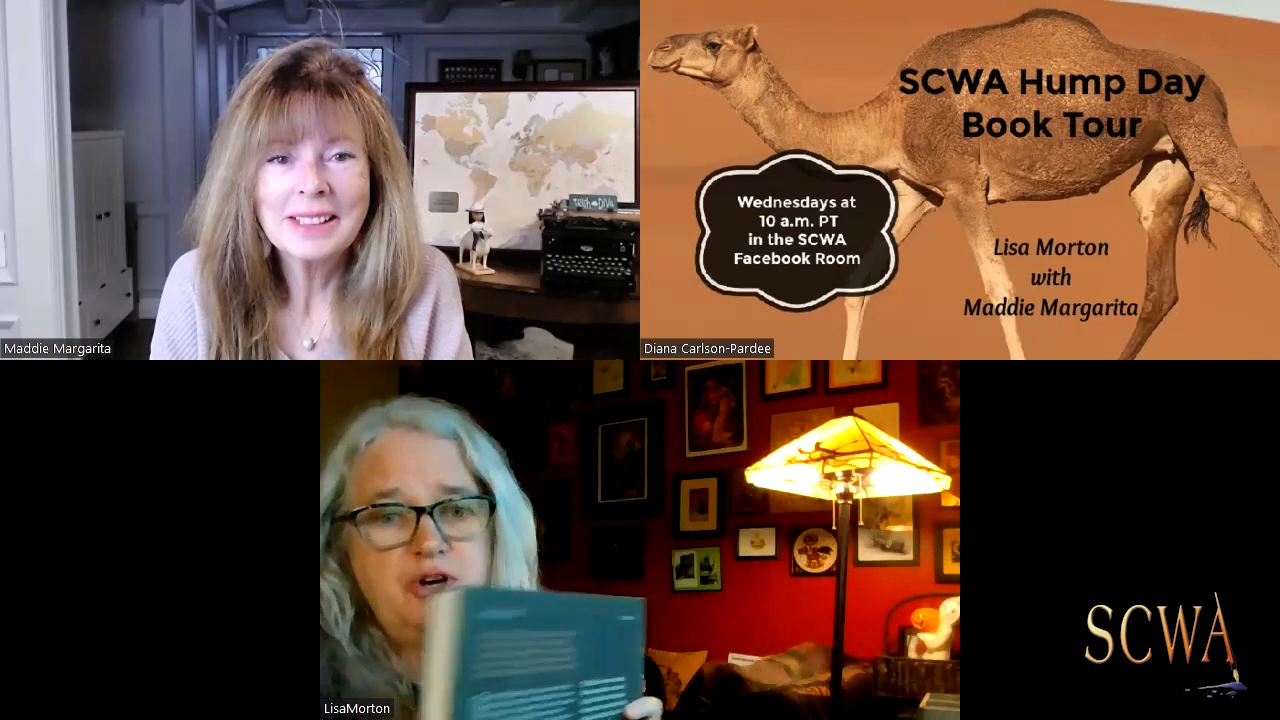 SCWA Hump Day
Book Tour
Wednesdays at
10 a.m. PT
in the SCWA
Facebook Room
Lisa Morton
with
Maddie Margarita
Maddie Margarita
Diana Carlson-Pardee
LisaMorton
SCWA